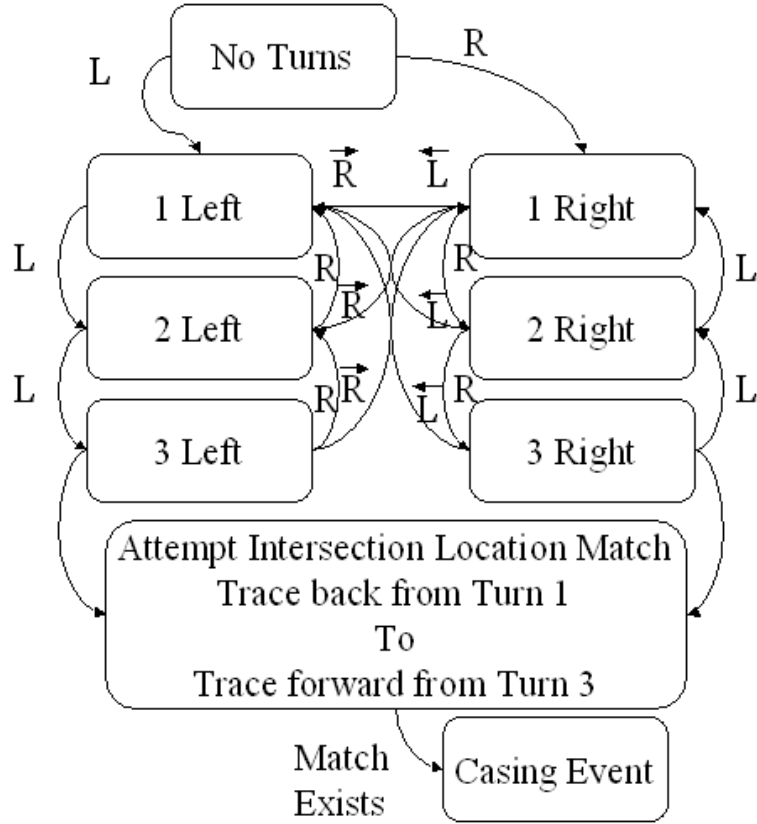 No Turns
L
R
R
L
1 Left
1 Right
L
R
R
L
R
L
2 Left
2 Right
L
R
R
L
R
L
3 Left
3 Right
Attempt Intersection Location Match
Trace back from Turn 1
To
Trace forward from Turn 3
Match
Exists
Casing Event